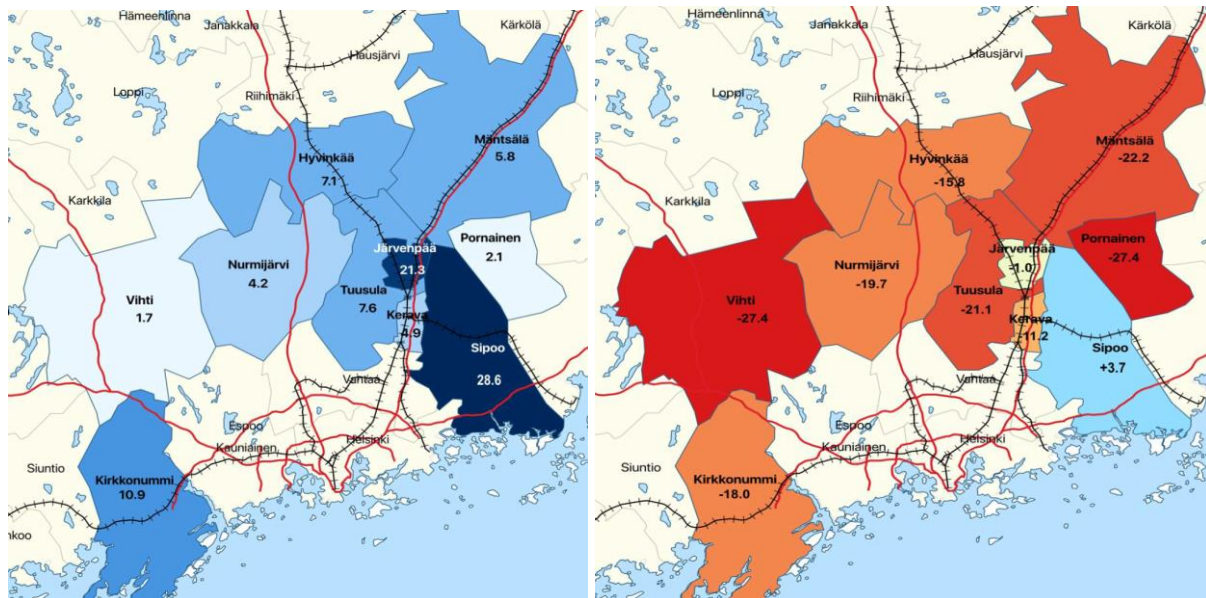 Hämeenlinna
Janakkala
Kärkölä
Hausjärvi
Loppi
Riihimäki
Mäntsälä
5.8
Hyvinkää
7.1
Karkkila
Pornainen
2.1
Järvenpää
21.3
Nurmijärvi
4.2
Tuusula
7.6
Vihti
1.7
Kerava
4.9
Sipoo
28.6
Vantaa
Espoo
Kauniainen
Helsinki
Siuntio
Kirkkonummi
10.9
nkoo
Hämeenlinna
Janakkala
Kärkölä
Hausjärvi
Loppi
Riihimäki
Mäntsälä
-22.2
Hyvinkää
-15.8
Karkkila
Pornainen
-27.4
Järvenpää
-1.0
Nurmijärvi
-19.7
Tuusula
-21.1
Vihti
-27.4
Kerava
-11.2
Sipoo
+3.7
Vantaa
Espoo
Kauniainen
Helsinki
Siuntio
Kirkkonummi
-18.0